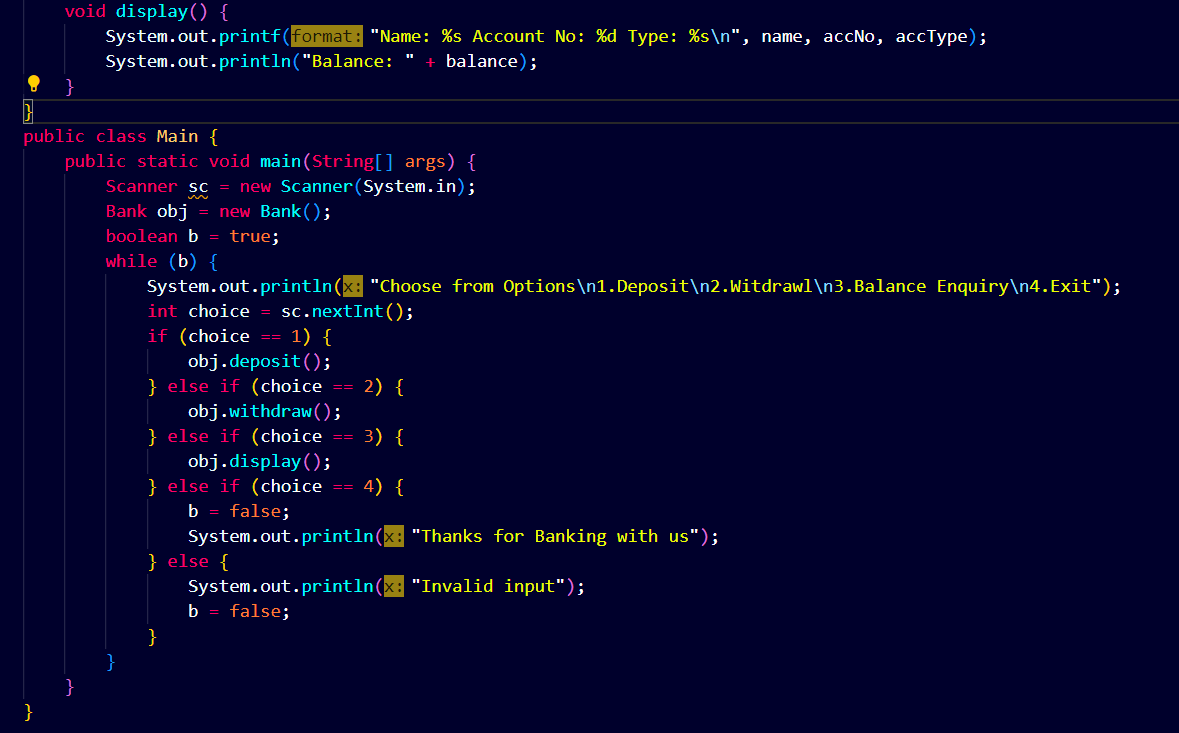 void display() {
System.out.printf(format: "Name: %s Account No: %d Type: %s\n", name, accNo, accType);
System.out.println("Balance: " + balance);
}
}
public class Main {
public static void main(String[] args) {
Scanner sc = new Scanner(System.in);
Bank obj = new Bank();
boolean b = true;
while (b) {
System.out.println(x: "Choose from Options\n1.Deposit\n2.Witdrawl\n3.Balance Enquiry\n4.Exit");
int choice = sc.nextInt();
if (choice == 1) {
obj.deposit();
} else if (choice == 2) {
obj.withdraw();
} else if (choice == 3) {
obj.display();
} else if (choice == 4) {
b = false;
System.out.println(x: "Thanks for Banking with us");
} else {
System.out.println(x: "Invalid input");
b = false;
}
}
}
}